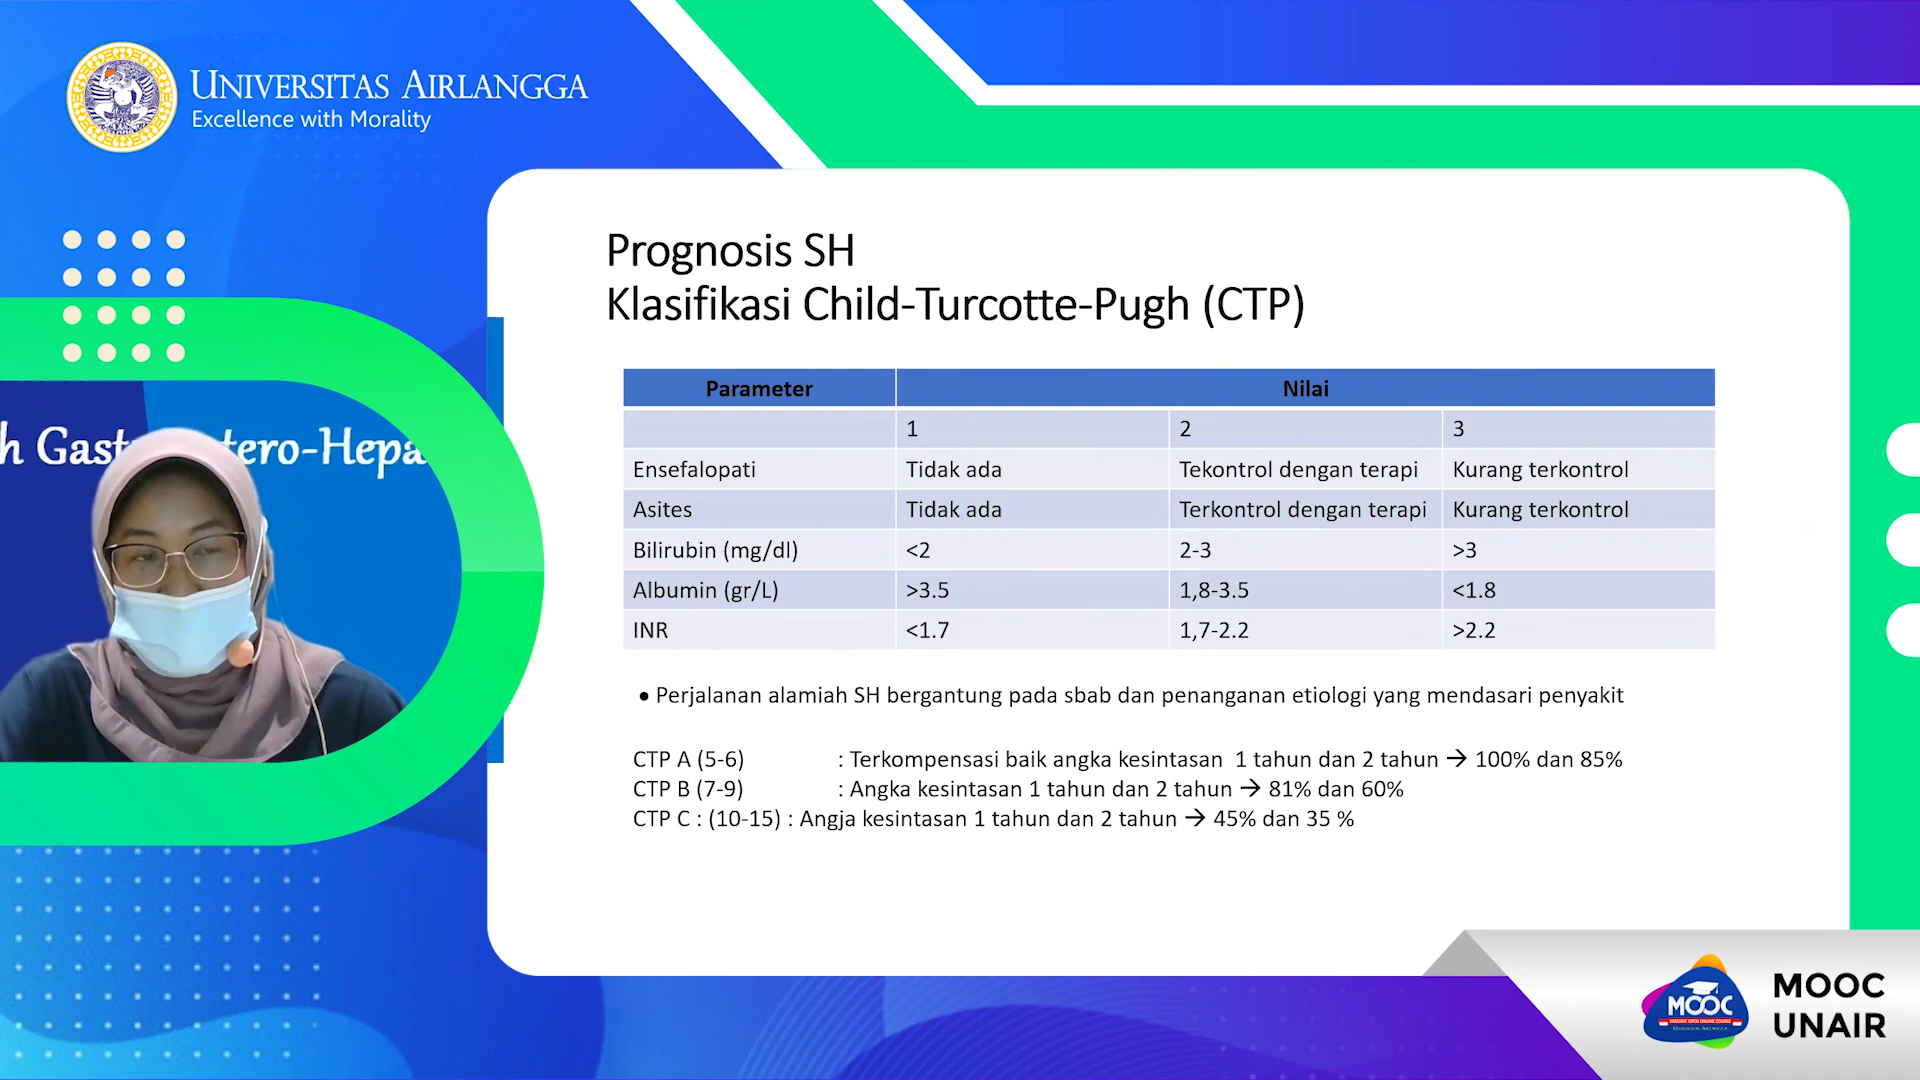 UNIVERSITAS AIRLANGGA
Excellence with Morality
Prognosis SH
Klasifikasi Child-Turcotte-Pugh (CTP)
Parameter Nilai
1 2 3
Ensefalopati Tidak ada Tekontrol dengan terapi Kurang terkontrol
Asites Tidak ada Terkontrol dengan terapi Kurang terkontrol
Bilirubin (mg/dl) <2 2-3 >3
Albumin (gr/L) >3.5 1,8-3.5 <1.8
INR <1.7 1,7-2.2 >2.2
• Perjalanan alamiah SH bergantung pada sbab dan penanganan etiologi yang mendasari penyakit
CTP A (5-6) : Terkompensasi baik angka kesintasan 1 tahun dan 2 tahun → 100% dan 85%
CTP B (7-9) : Angka kesintasan 1 tahun dan 2 tahun → 81% dan 60%
CTP C : (10-15) : Angja kesintasan 1 tahun dan 2 tahun → 45% dan 35 %
h Gast tero-Hepa
MOOC
MOOC
UNAIR